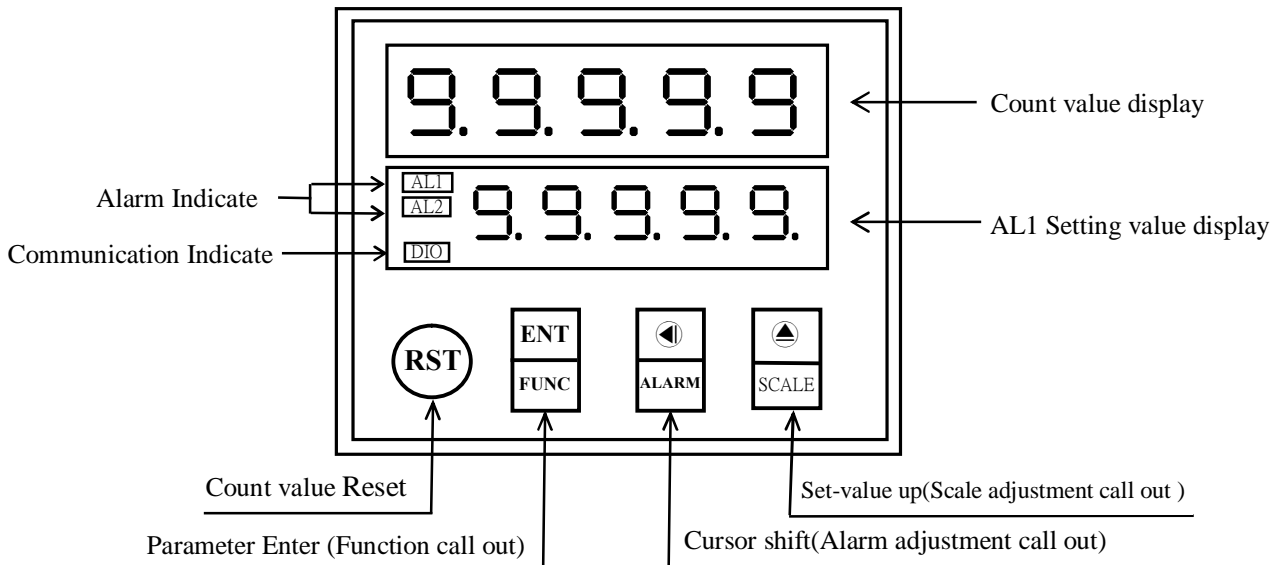 9.9.9.9.9
Count value display
AL1
Alarm Indicate
AL2
9.9.9.9.9.
AL1 Setting value display
Communication Indicate
DIO
RST
ENT
FUNC
ALARM
SCALE
Count value Reset
Set-value up(Scale adjustment call out )
Parameter Enter (Function call out)
Cursor shift(Alarm adjustment call out)